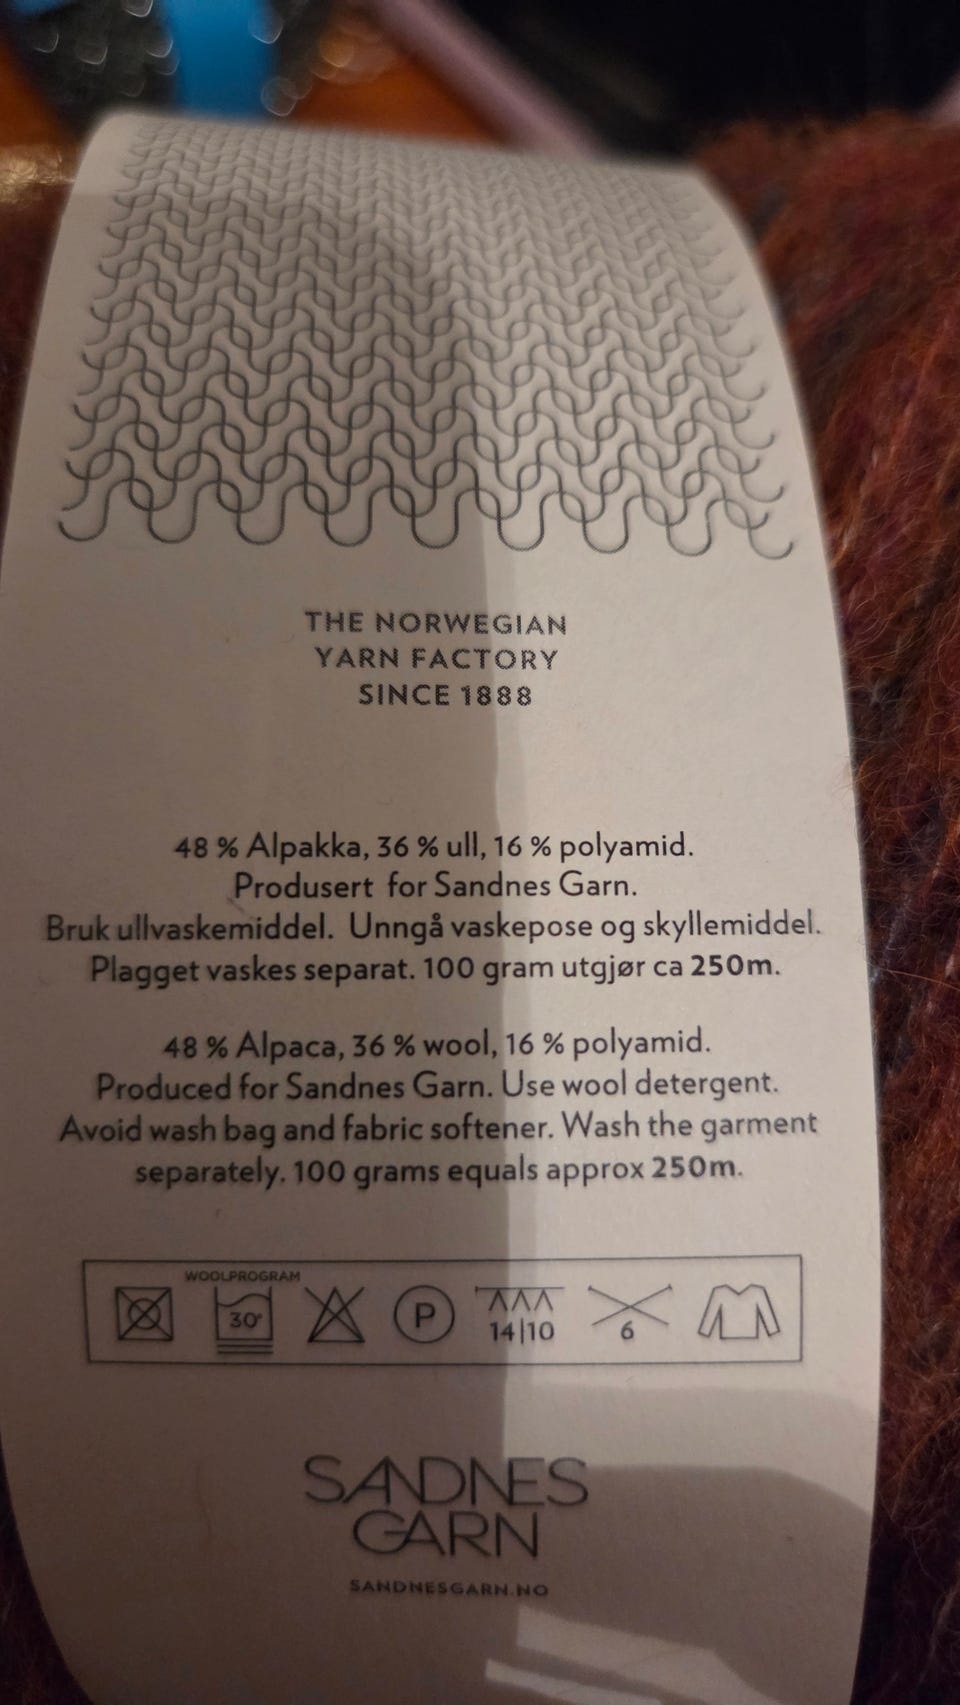 THE NORWEGIAN
YARN FACTORY
SINCE 1888
48 % Alpakka, 36 % ull, 16 % polyamid.
Produsert for Sandnes Garn.
Bruk ullvaskemiddel. Unngå vaskepose og skyllemiddel.
Plagget vaskes separat. 100 gram utgjør ca 250m.
48 % Alpaca, 36 % wool, 16 % polyamid.
Produced for Sandnes Garn. Use wool detergent.
Avoid wash bag and fabric softener. Wash the garment
separately. 100 grams equals approx 250m.
WOOLPROGRAM
30° P 14|10 6
SANDNES
GARN
SANDNESGARN.NO